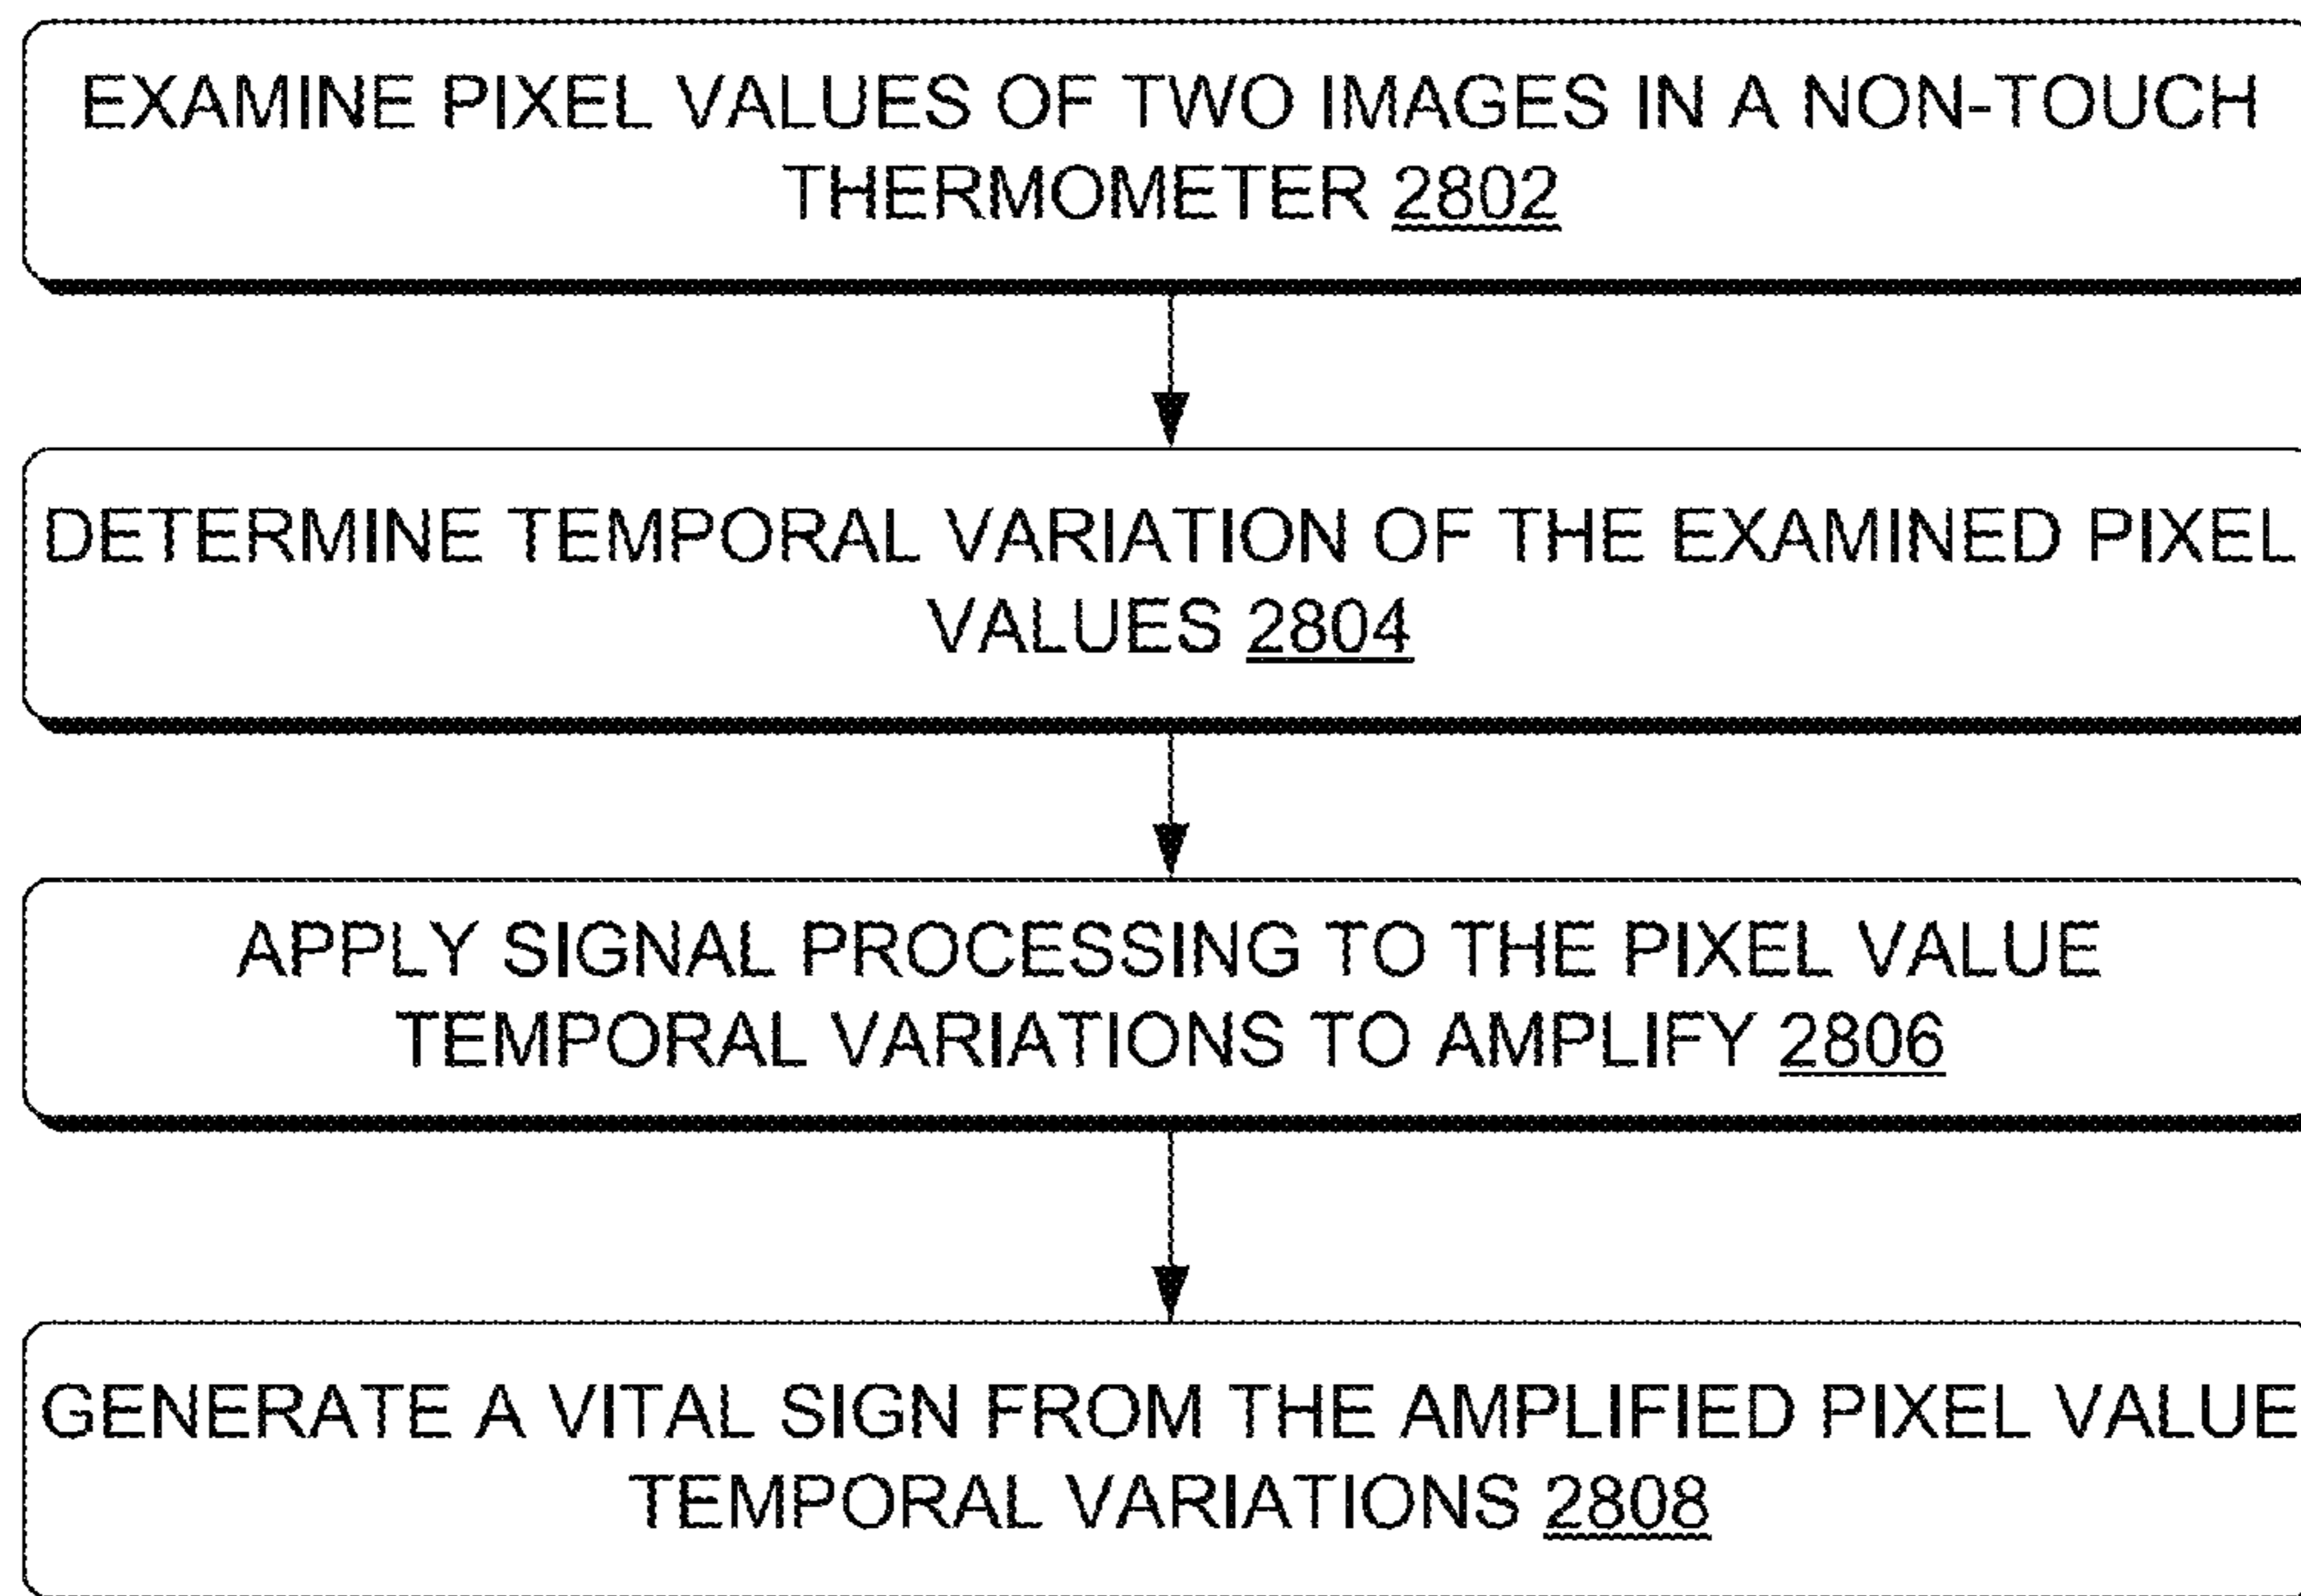 EXAMINE PIXEL VALUES OF TWO IMAGES IN A NON-TOUCH
THERMOMETER 2802
DETERMINE TEMPORAL VARIATION OF THE EXAMINED PIXEL
VALUES 2804
APPLY SIGNAL PROCESSING TO THE PIXEL VALUE
TEMPORAL VARIATIONS TO AMPLIFY 2806
GENERATE A VITAL SIGN FROM THE AMPLIFIED PIXEL VALUE
TEMPORAL VARIATIONS 2808